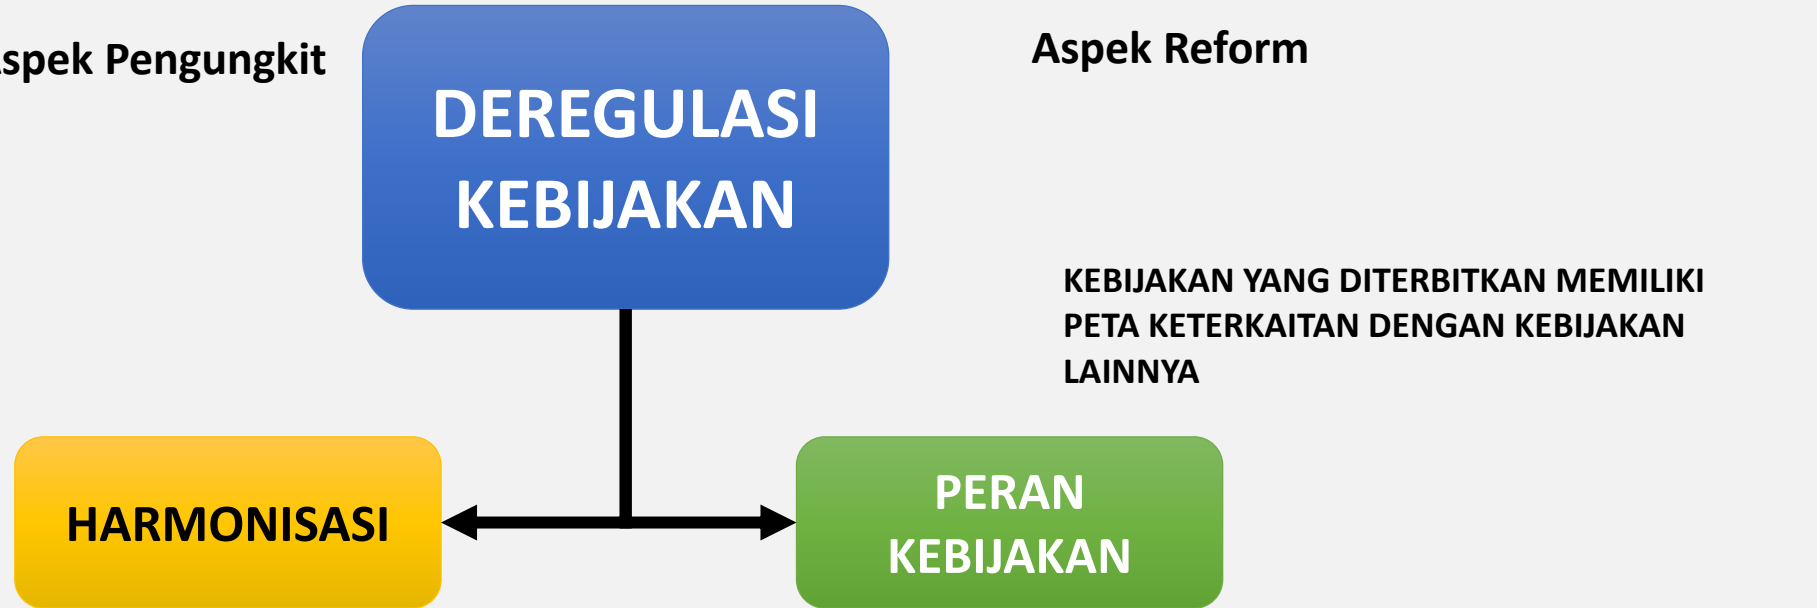 spek Pengungkit
DEREGULASI
KEBIJAKAN
Aspek Reform
KEBIJAKAN YANG DITERBITKAN MEMILIKI
PETA KETERKAITAN DENGAN KEBIJAKAN
LAINNYA
HARMONISASI
PERAN
KEBIJAKAN